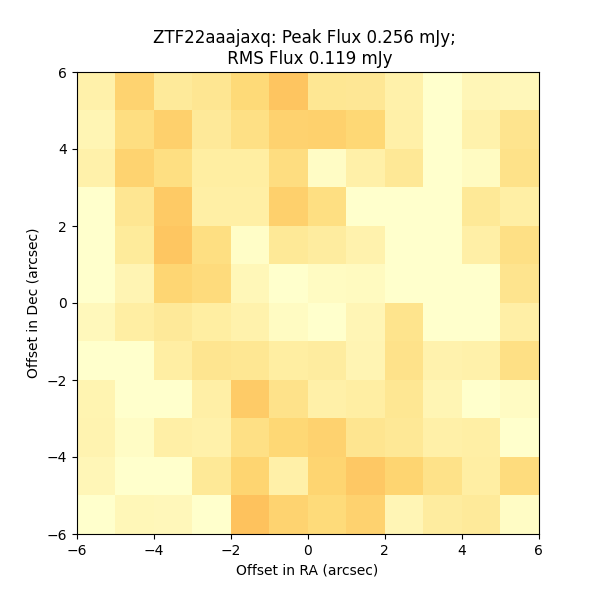 ZTF22aaajaxq: Peak Flux 0.256 mJy;
RMS Flux 0.119 mJy
6
4
2
0
−2
−4
−6
Offset in Dec (arcsec)
−6 −4 −2 0 2 4 6
Offset in RA (arcsec)